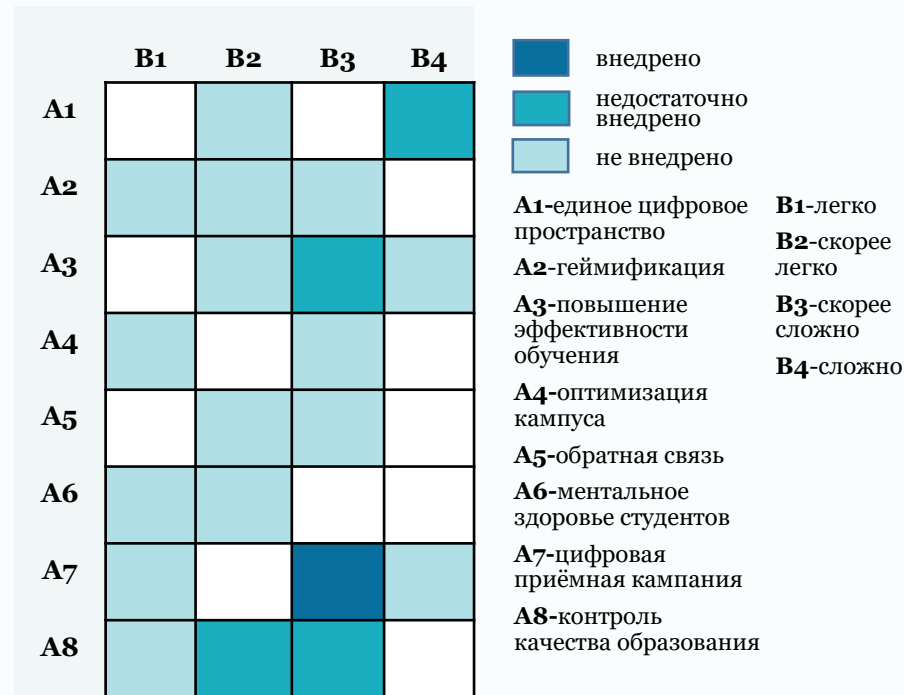 B1 B2 B3 B4
A1
A2
A3
A4
A5
A6
A7
A8
внедрено
недостаточно
внедрено
не внедрено
A1-единое цифровое
пространство
A2-геймификация
A3-повышение
эффективности
обучения
A4-оптимизация
кампуса
A5-обратная связь
A6-ментальное
здоровье студентов
A7-цифровая
приёмная кампания
A8-контроль
качества образования
B1-легко
B2-скорее
легко
B3-скорее
сложно
B4-сложно